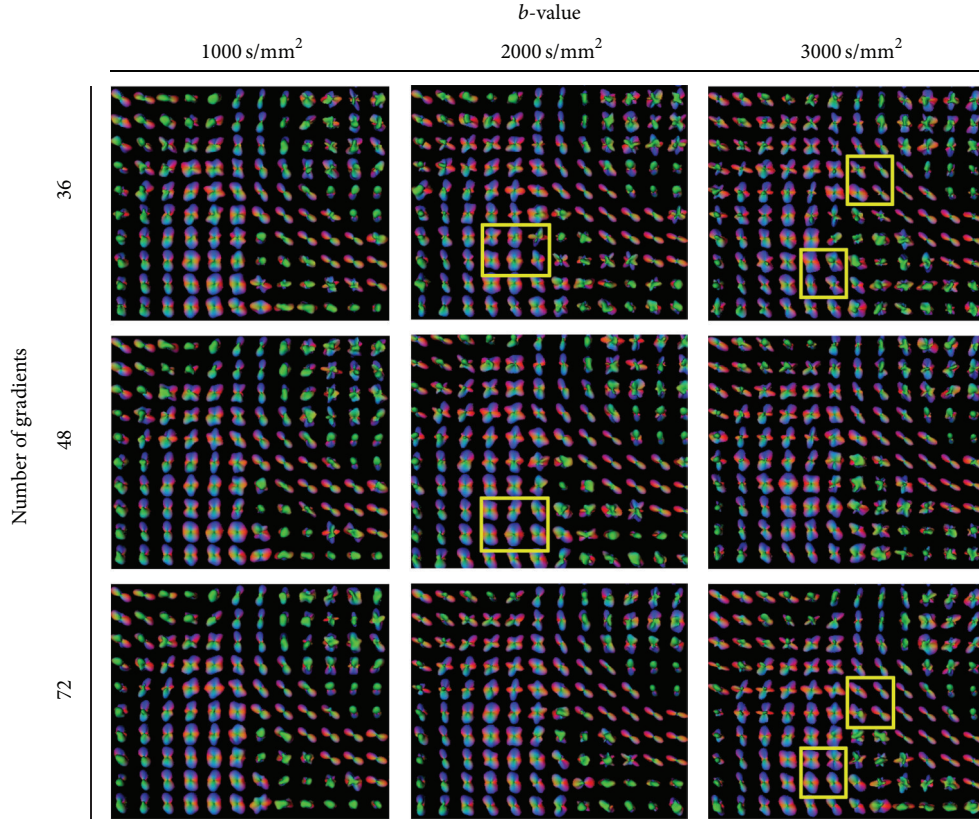 b-value
1000 s/mm²
2000 s/mm²
3000 s/mm²
Number of gradients
36
48
72